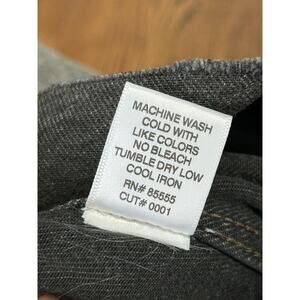 MACHINE WASH
COLD WITH
LIKE COLORS
NO BLEACH
TUMBLE DRY LOW
COOL IRON
RN# 85555
CUT# 0001